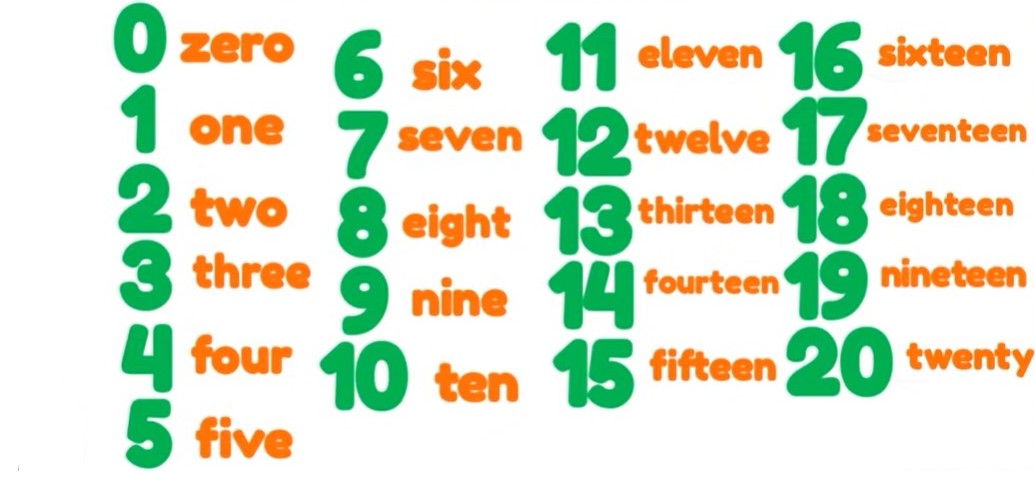 0 zero
1 one
2 two
3 three
4 four
5 five
6 six
7 seven
8 eight
9 nine
10 ten
11 eleven
12 twelve
13 thirteen
14 fourteen
15 fifteen
16 sixteen
17 seventeen
18 eighteen
19 nineteen
20 twenty